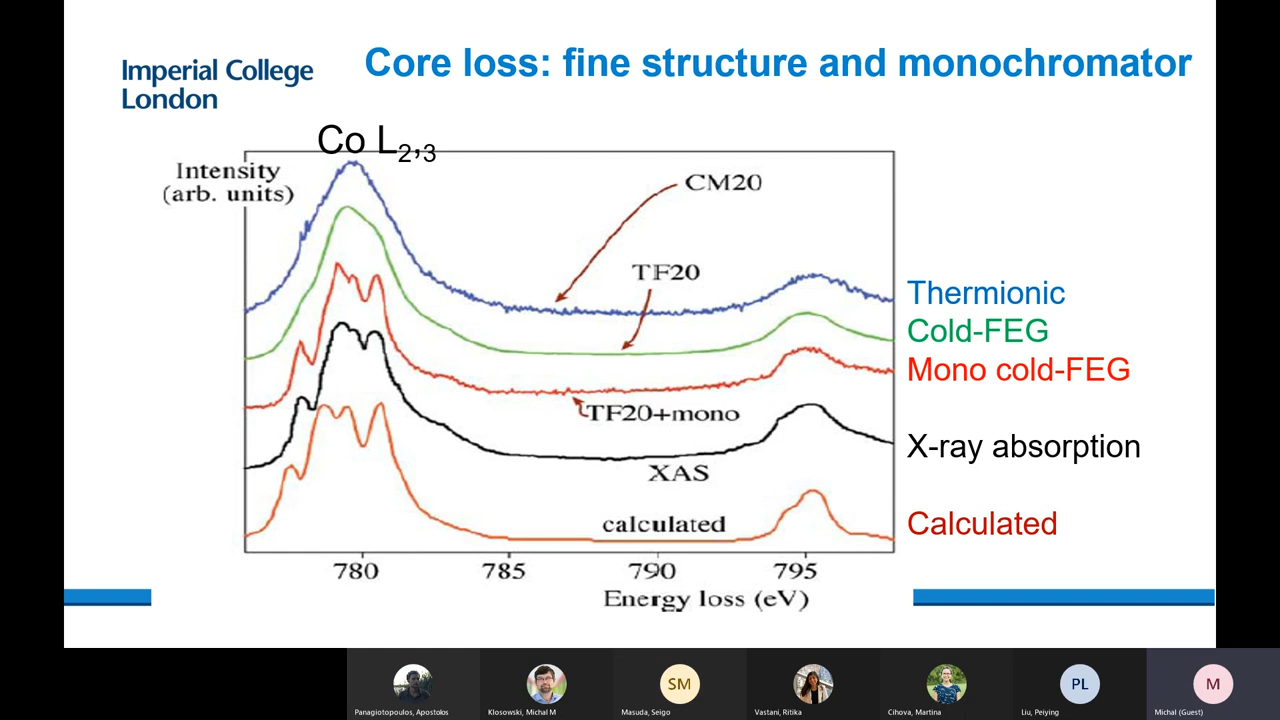 Imperial College
London
Core loss: fine structure and monochromator
Co L2,3
Intensity
(arb. units)
CM20
TF20
TF20+mono
XAS
calculated
Thermionic
Cold-FEG
Mono cold-FEG
X-ray absorption
Calculated
780 785 790 795
Energy loss (eV)
SM
PL
M
Panagiotopoulos, Apostolos
Klosowski, Michal M
Masuda, Seigo
Vastani, Ritika
Cihova, Martina
Liu, Peiying
Michal (Guest)